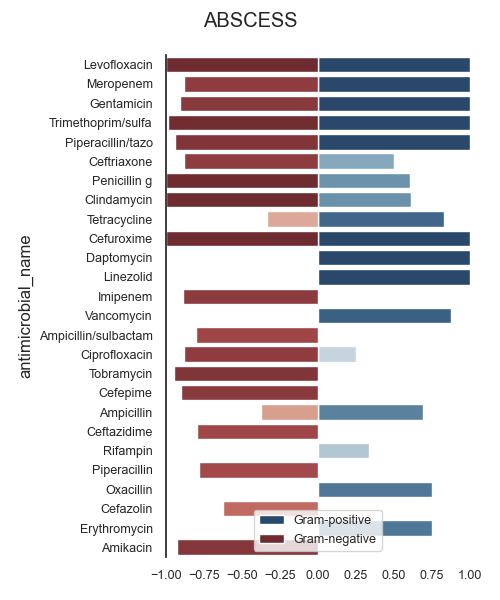 ABSCESS
antimicrobial_name
Levofloxacin
Meropenem
Gentamicin
Trimethoprim/sulfa
Piperacillin/tazo
Ceftriaxone
Penicillin g
Clindamycin
Tetracycline
Cefuroxime
Daptomycin
Linezolid
Imipenem
Vancomycin
Ampicillin/sulbactam
Ciprofloxacin
Tobramycin
Cefepime
Ampicillin
Ceftazidime
Rifampin
Piperacillin
Oxacillin
Cefazolin
Erythromycin
Amikacin
Gram-positive
Gram-negative
−1.00 −0.75 −0.50 −0.25 0.00 0.25 0.50 0.75 1.00